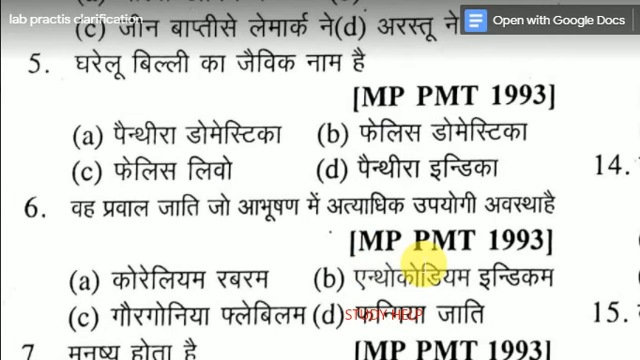 lab practis clarification
Open with Google Docs
(c) जीन बाप्तीसे लेमार्क ने(d) अरस्तू ने
5. घरेलू बिल्ली का जैविक नाम है
[MP PMT 1993]
(a) पैन्थीरा डोमेस्टिका (b) फेलिस डोमेस्टिका
(c) फेलिस लिवो (d) पैन्थीरा इन्डिका
14.
6. वह प्रवाल जाति जो आभूषण में अत्याधिक उपयोगी अवस्थाहै
[MP PMT 1993]
(a) कोरेलियम रबरम (b) एन्थोकोडियम इन्डिकम
(c) गौरगोनिया फ्लेबिलम (d) जाति
STUDY HELP
15.
7. मनुष्य होता है [MP PMT 1993]